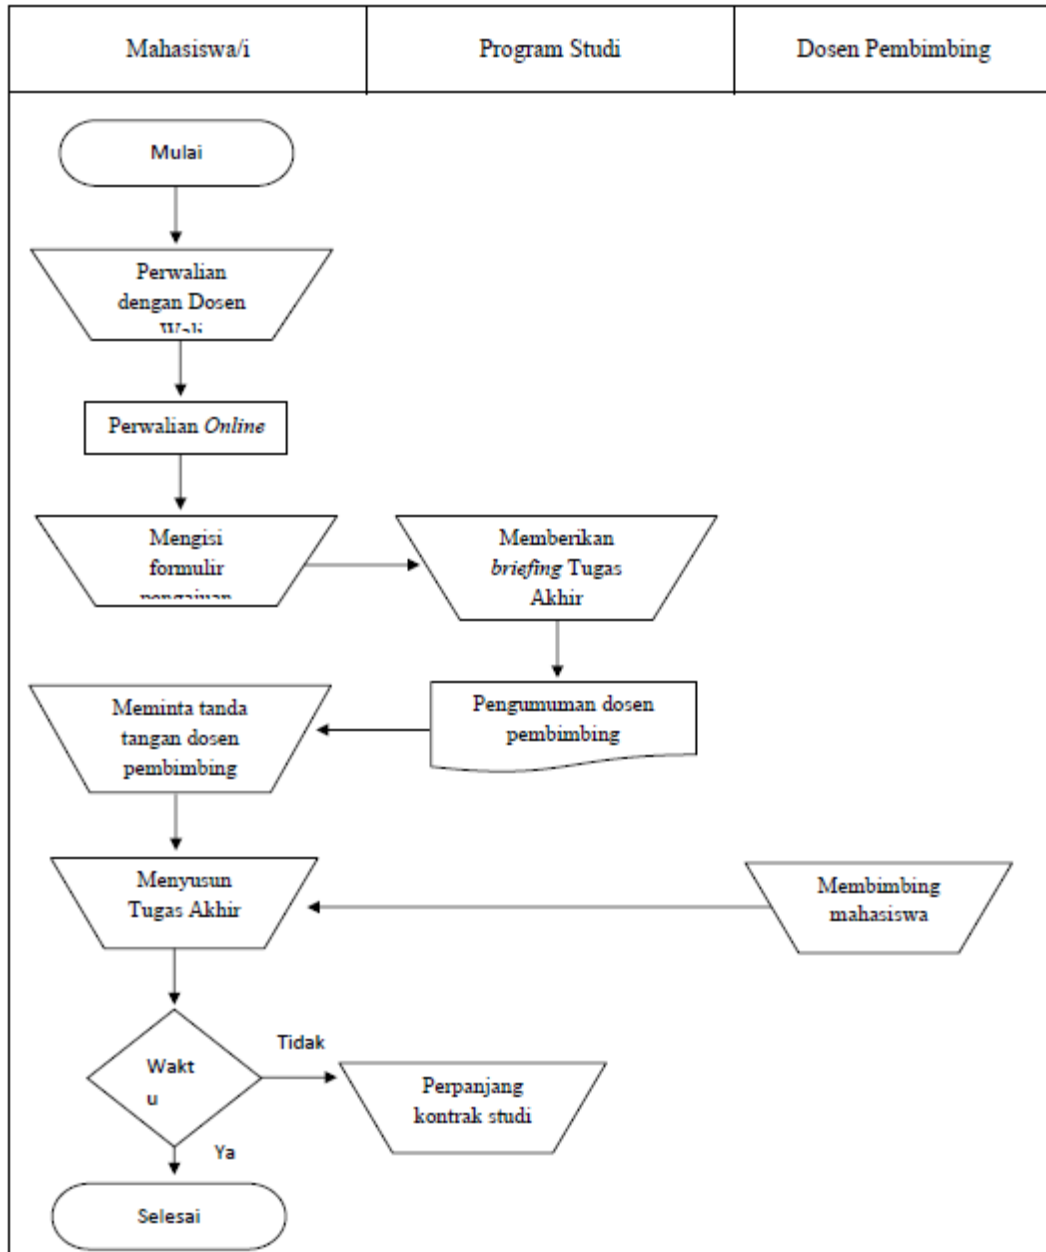 Mahasiswa/i
Program Studi
Dosen Pembimbing
Mulai
Perwalian
dengan Dosen
Perwalian Online
Mengisi
formulir
Memberikan
briefing Tugas
Akhir
Pengumuman dosen
pembimbing
Meminta tanda
tangan dosen
pembimbing
Menyusun
Tugas Akhir
Membimbing
mahasiswa
Wakt
u
Tidak
Perpanjang
kontrak studi
Ya
Selesai